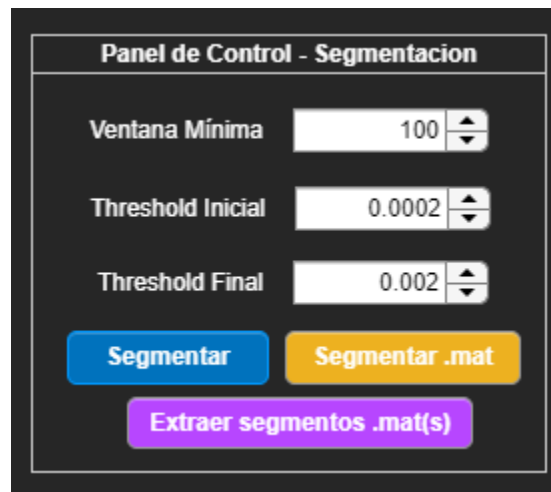 Panel de Control - Segmentacion
Ventana Mínima 100
Threshold Inicial 0.0002
Threshold Final 0.002
Segmentar Segmentar .mat
Extraer segmentos .mat(s)